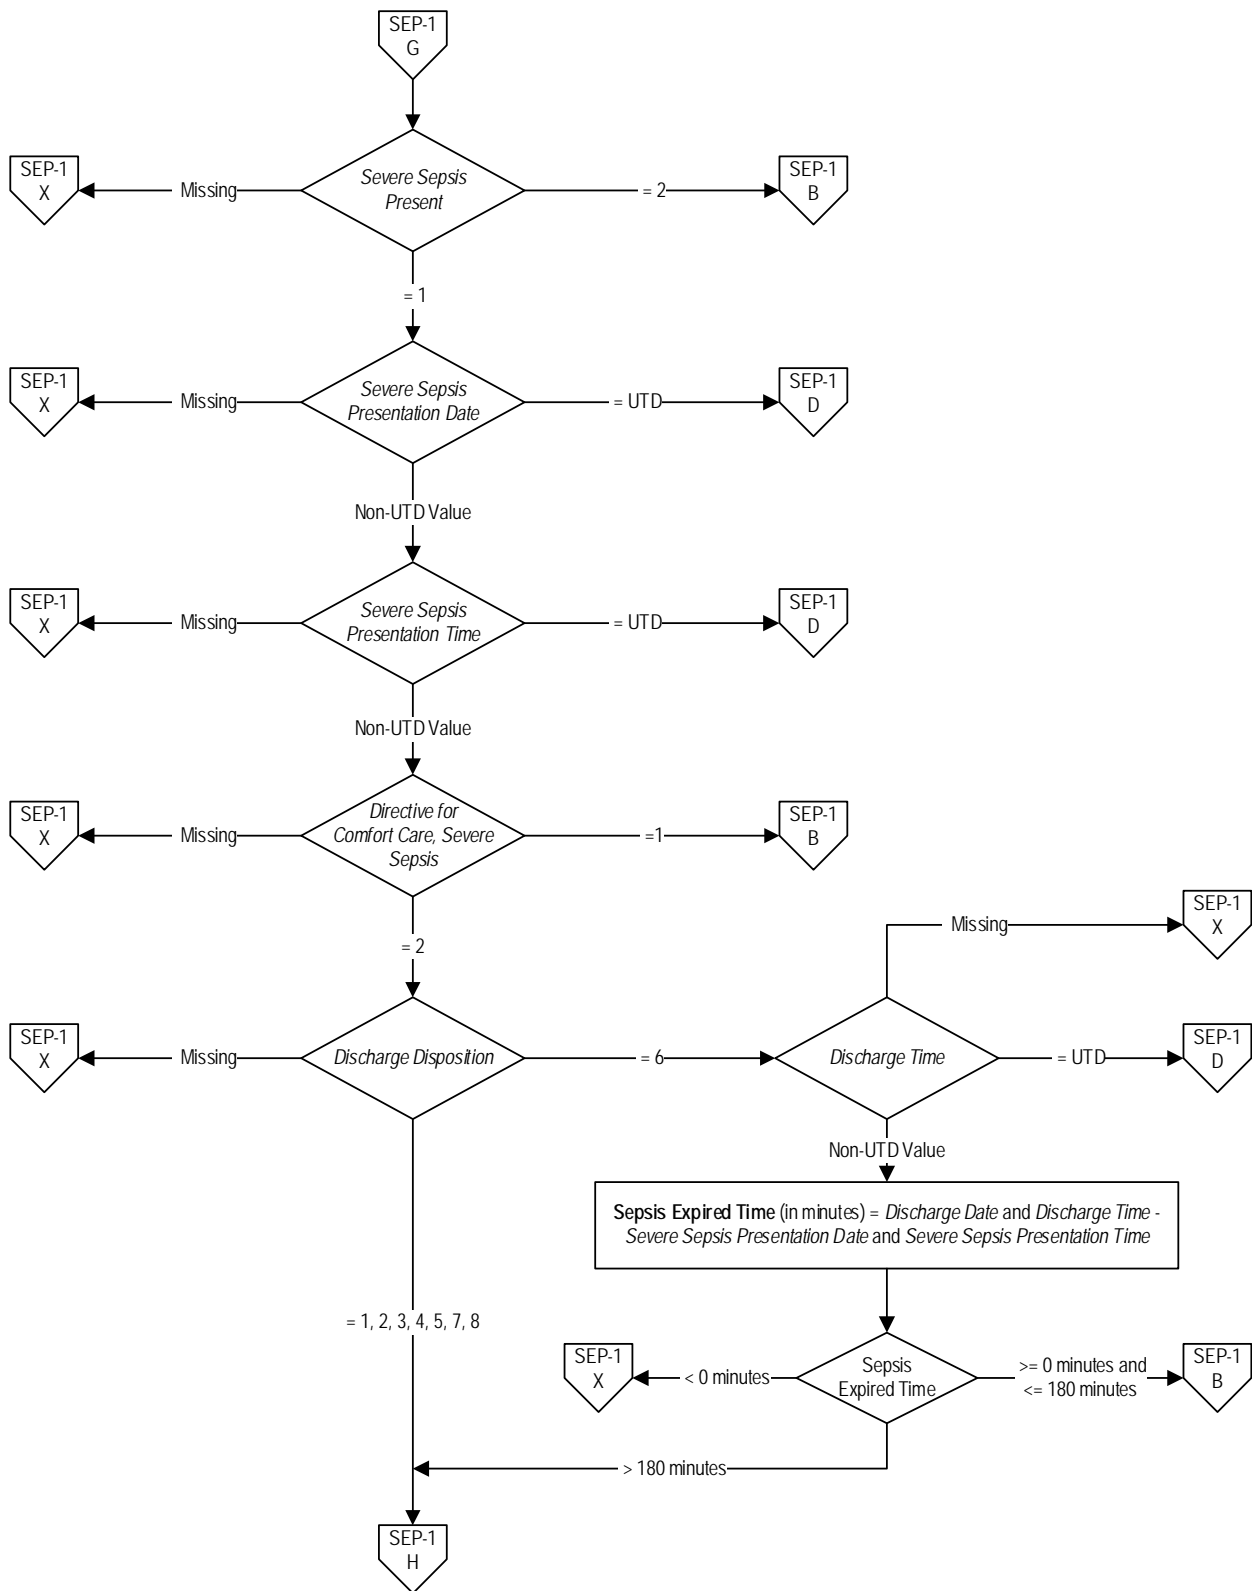 SEP-1
G
SEP-1
X
Missing
Severe Sepsis
Present
= 2
SEP-1
B
= 1
SEP-1
X
Missing
Severe Sepsis
Presentation Date
= UTD
SEP-1
D
Non-UTD Value
SEP-1
X
Missing
Severe Sepsis
Presentation Time
= UTD
SEP-1
D
Non-UTD Value
SEP-1
X
Missing
Directive for
Comfort Care, Severe
Sepsis
=1
SEP-1
B
= 2
Missing
SEP-1
X
SEP-1
X
Missing
Discharge Disposition
= 6
Discharge Time
= UTD
SEP-1
D
Non-UTD Value
Sepsis Expired Time (in minutes) = Discharge Date and Discharge Time -
Severe Sepsis Presentation Date and Severe Sepsis Presentation Time
= 1, 2, 3, 4, 5, 7, 8
SEP-1
X
< 0 minutes
Sepsis
Expired Time
>= 0 minutes and
<= 180 minutes
SEP-1
B
> 180 minutes
SEP-1
H